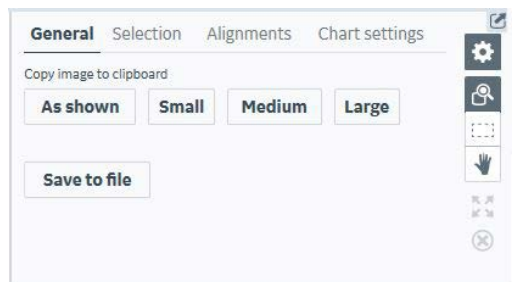 General Selection Alignments Chart settings
Copy image to clipboard
As shown Small Medium Large
Save to file